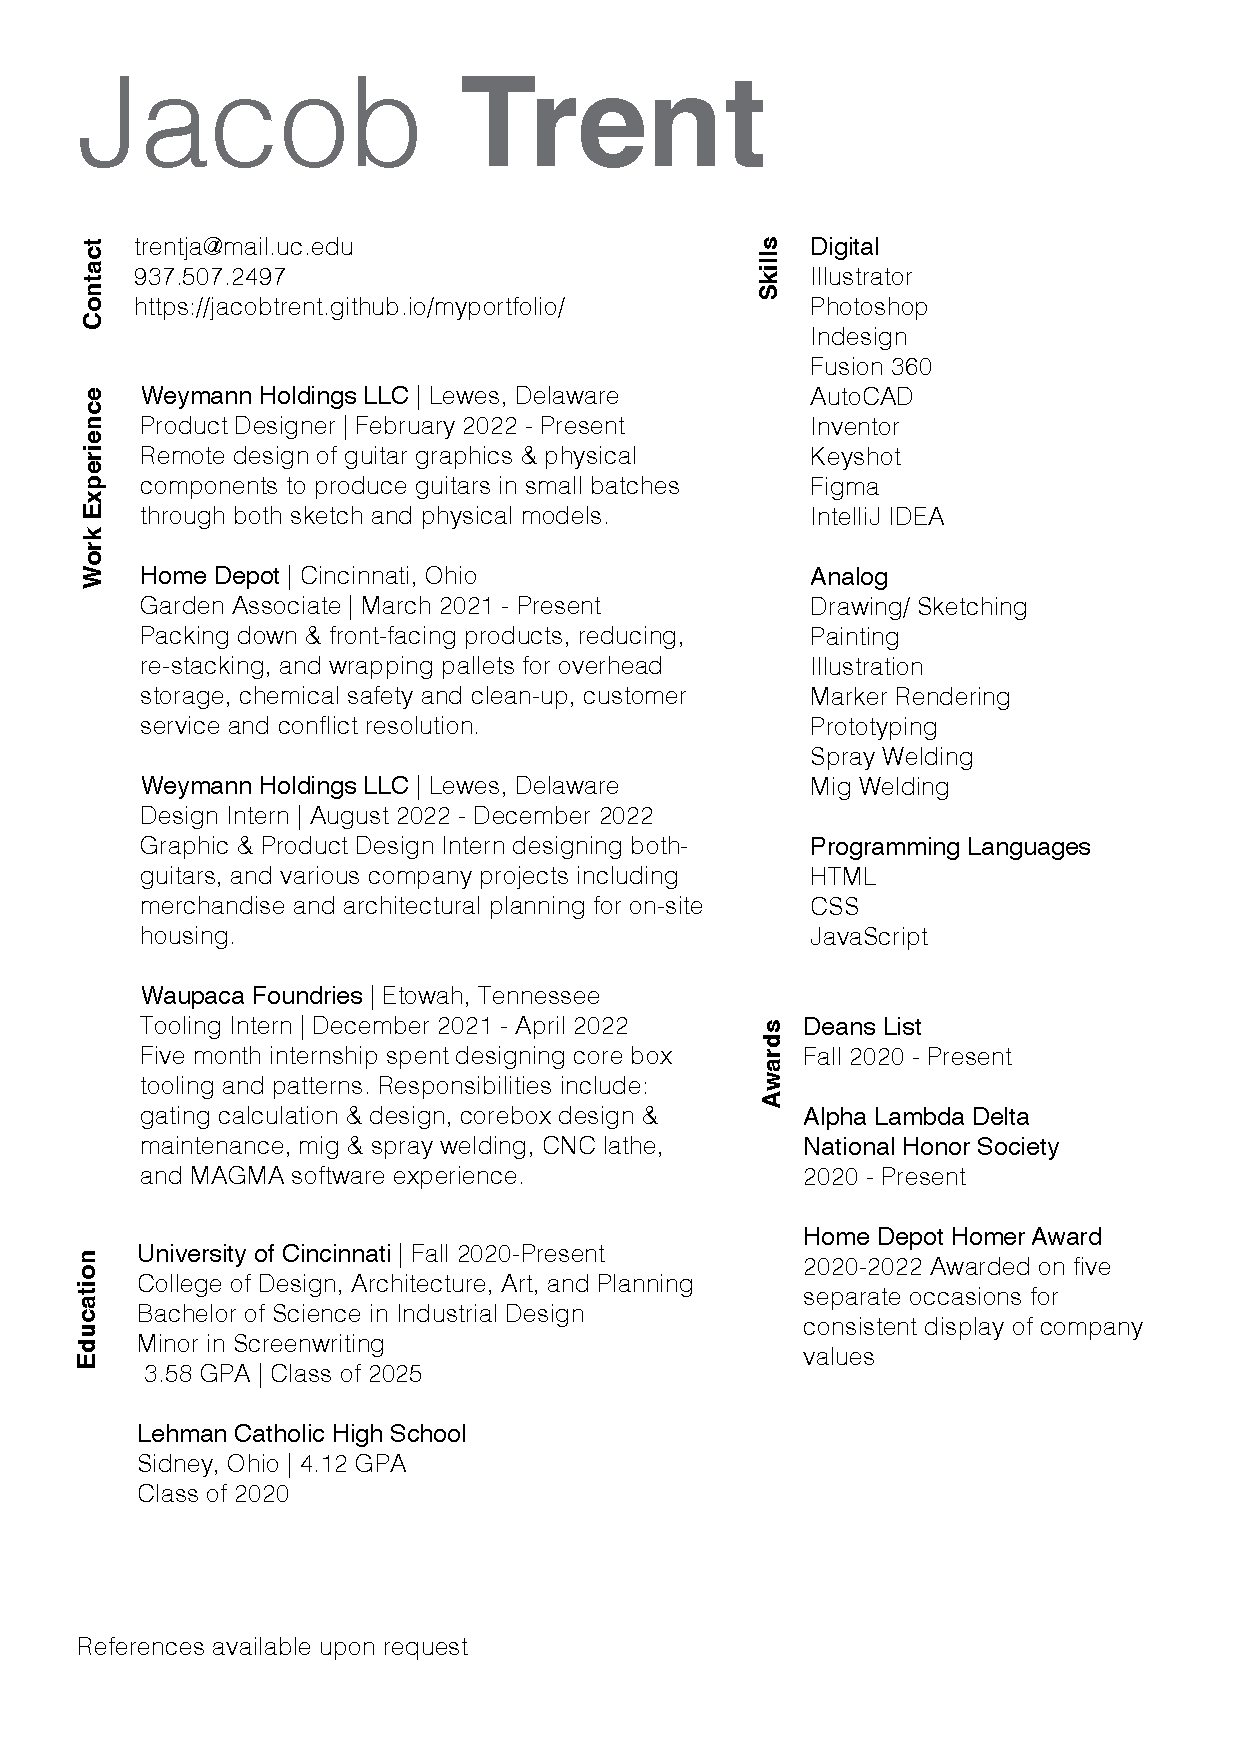 Jacob Trent
Contact
trentja@mail.uc.edu
937.507.2497
https://jacobtrent.github.io/myportfolio/
Work Experience
Weymann Holdings LLC | Lewes, Delaware
Product Designer | February 2022 - Present
Remote design of guitar graphics & physical
components to produce guitars in small batches
through both sketch and physical models.
Home Depot | Cincinnati, Ohio
Garden Associate | March 2021 - Present
Packing down & front-facing products, reducing,
re-stacking, and wrapping pallets for overhead
storage, chemical safety and clean-up, customer
service and conflict resolution.
Weymann Holdings LLC | Lewes, Delaware
Design Intern | August 2022 - December 2022
Graphic & Product Design Intern designing both-
guitars, and various company projects including
merchandise and architectural planning for on-site
housing.
Waupaca Foundries | Etowah, Tennessee
Tooling Intern | December 2021 - April 2022
Five month internship spent designing core box
tooling and patterns. Responsibilities include:
gating calculation & design, corebox design &
maintenance, mig & spray welding, CNC lathe,
and MAGMA software experience.
Education
University of Cincinnati | Fall 2020-Present
College of Design, Architecture, Art, and Planning
Bachelor of Science in Industrial Design
Minor in Screenwriting
3.58 GPA | Class of 2025
Lehman Catholic High School
Sidney, Ohio | 4.12 GPA
Class of 2020
Skills
Digital
Illustrator
Photoshop
Indesign
Fusion 360
AutoCAD
Inventor
Keyshot
Figma
IntelliJ IDEA
Analog
Drawing/ Sketching
Painting
Illustration
Marker Rendering
Prototyping
Spray Welding
Mig Welding
Programming Languages
HTML
CSS
JavaScript
Awards
Deans List
Fall 2020 - Present
Alpha Lambda Delta
National Honor Society
2020 - Present
Home Depot Homer Award
2020-2022 Awarded on five
separate occasions for
consistent display of company
values
References available upon request